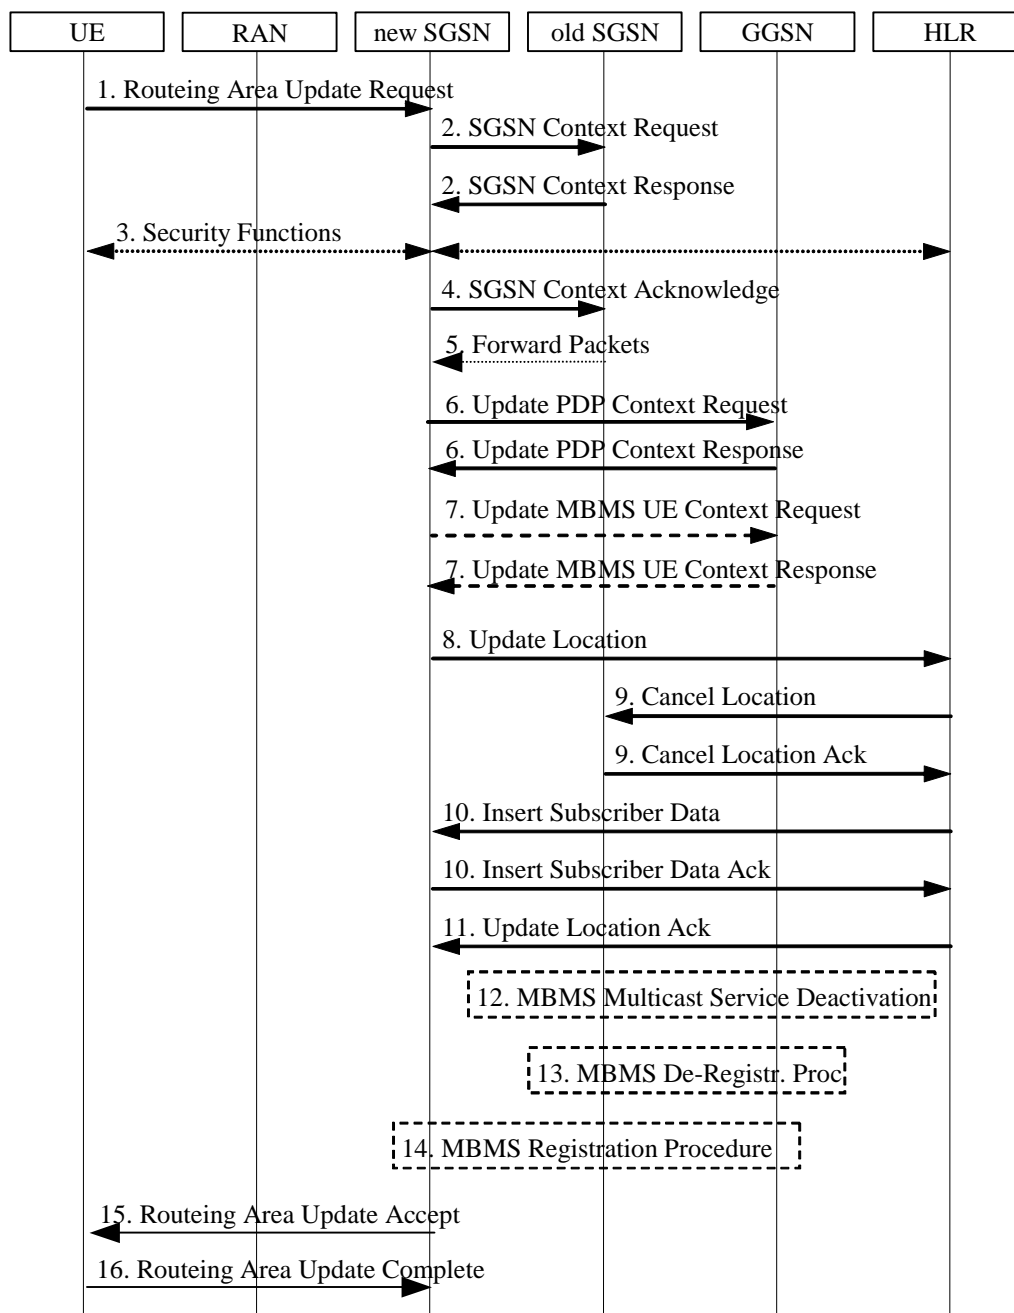 UE RAN new SGSN old SGSN GGSN HLR
1. Routeing Area Update Request
2. SGSN Context Request
2. SGSN Context Response
3. Security Functions
4. SGSN Context Acknowledge
5. Forward Packets
6. Update PDP Context Request
6. Update PDP Context Response
7. Update MBMS UE Context Request
7. Update MBMS UE Context Response
8. Update Location
9. Cancel Location
9. Cancel Location Ack
10. Insert Subscriber Data
10. Insert Subscriber Data Ack
11. Update Location Ack
12. MBMS Multicast Service Deactivation
13. MBMS De-Registr. Proc
14. MBMS Registration Procedure
15. Routeing Area Update Accept
16. Routeing Area Update Complete